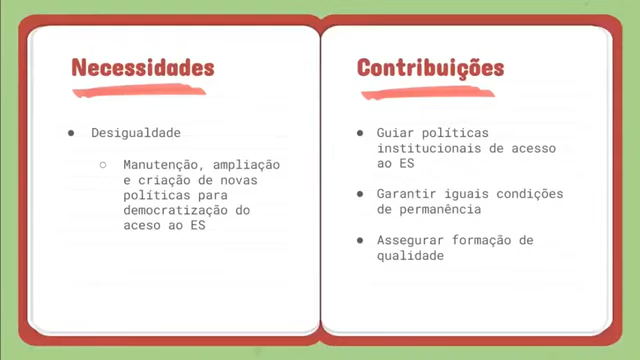 Necessidades
Desigualdade
Manutenção, ampliação
e criação de novas
políticas para
democratização do
aceso ao ES
Contribuições
Guiar políticas
institucionais de acesso
ao ES
Garantir iguais condições
de permanência
Assegurar formação de
qualidade